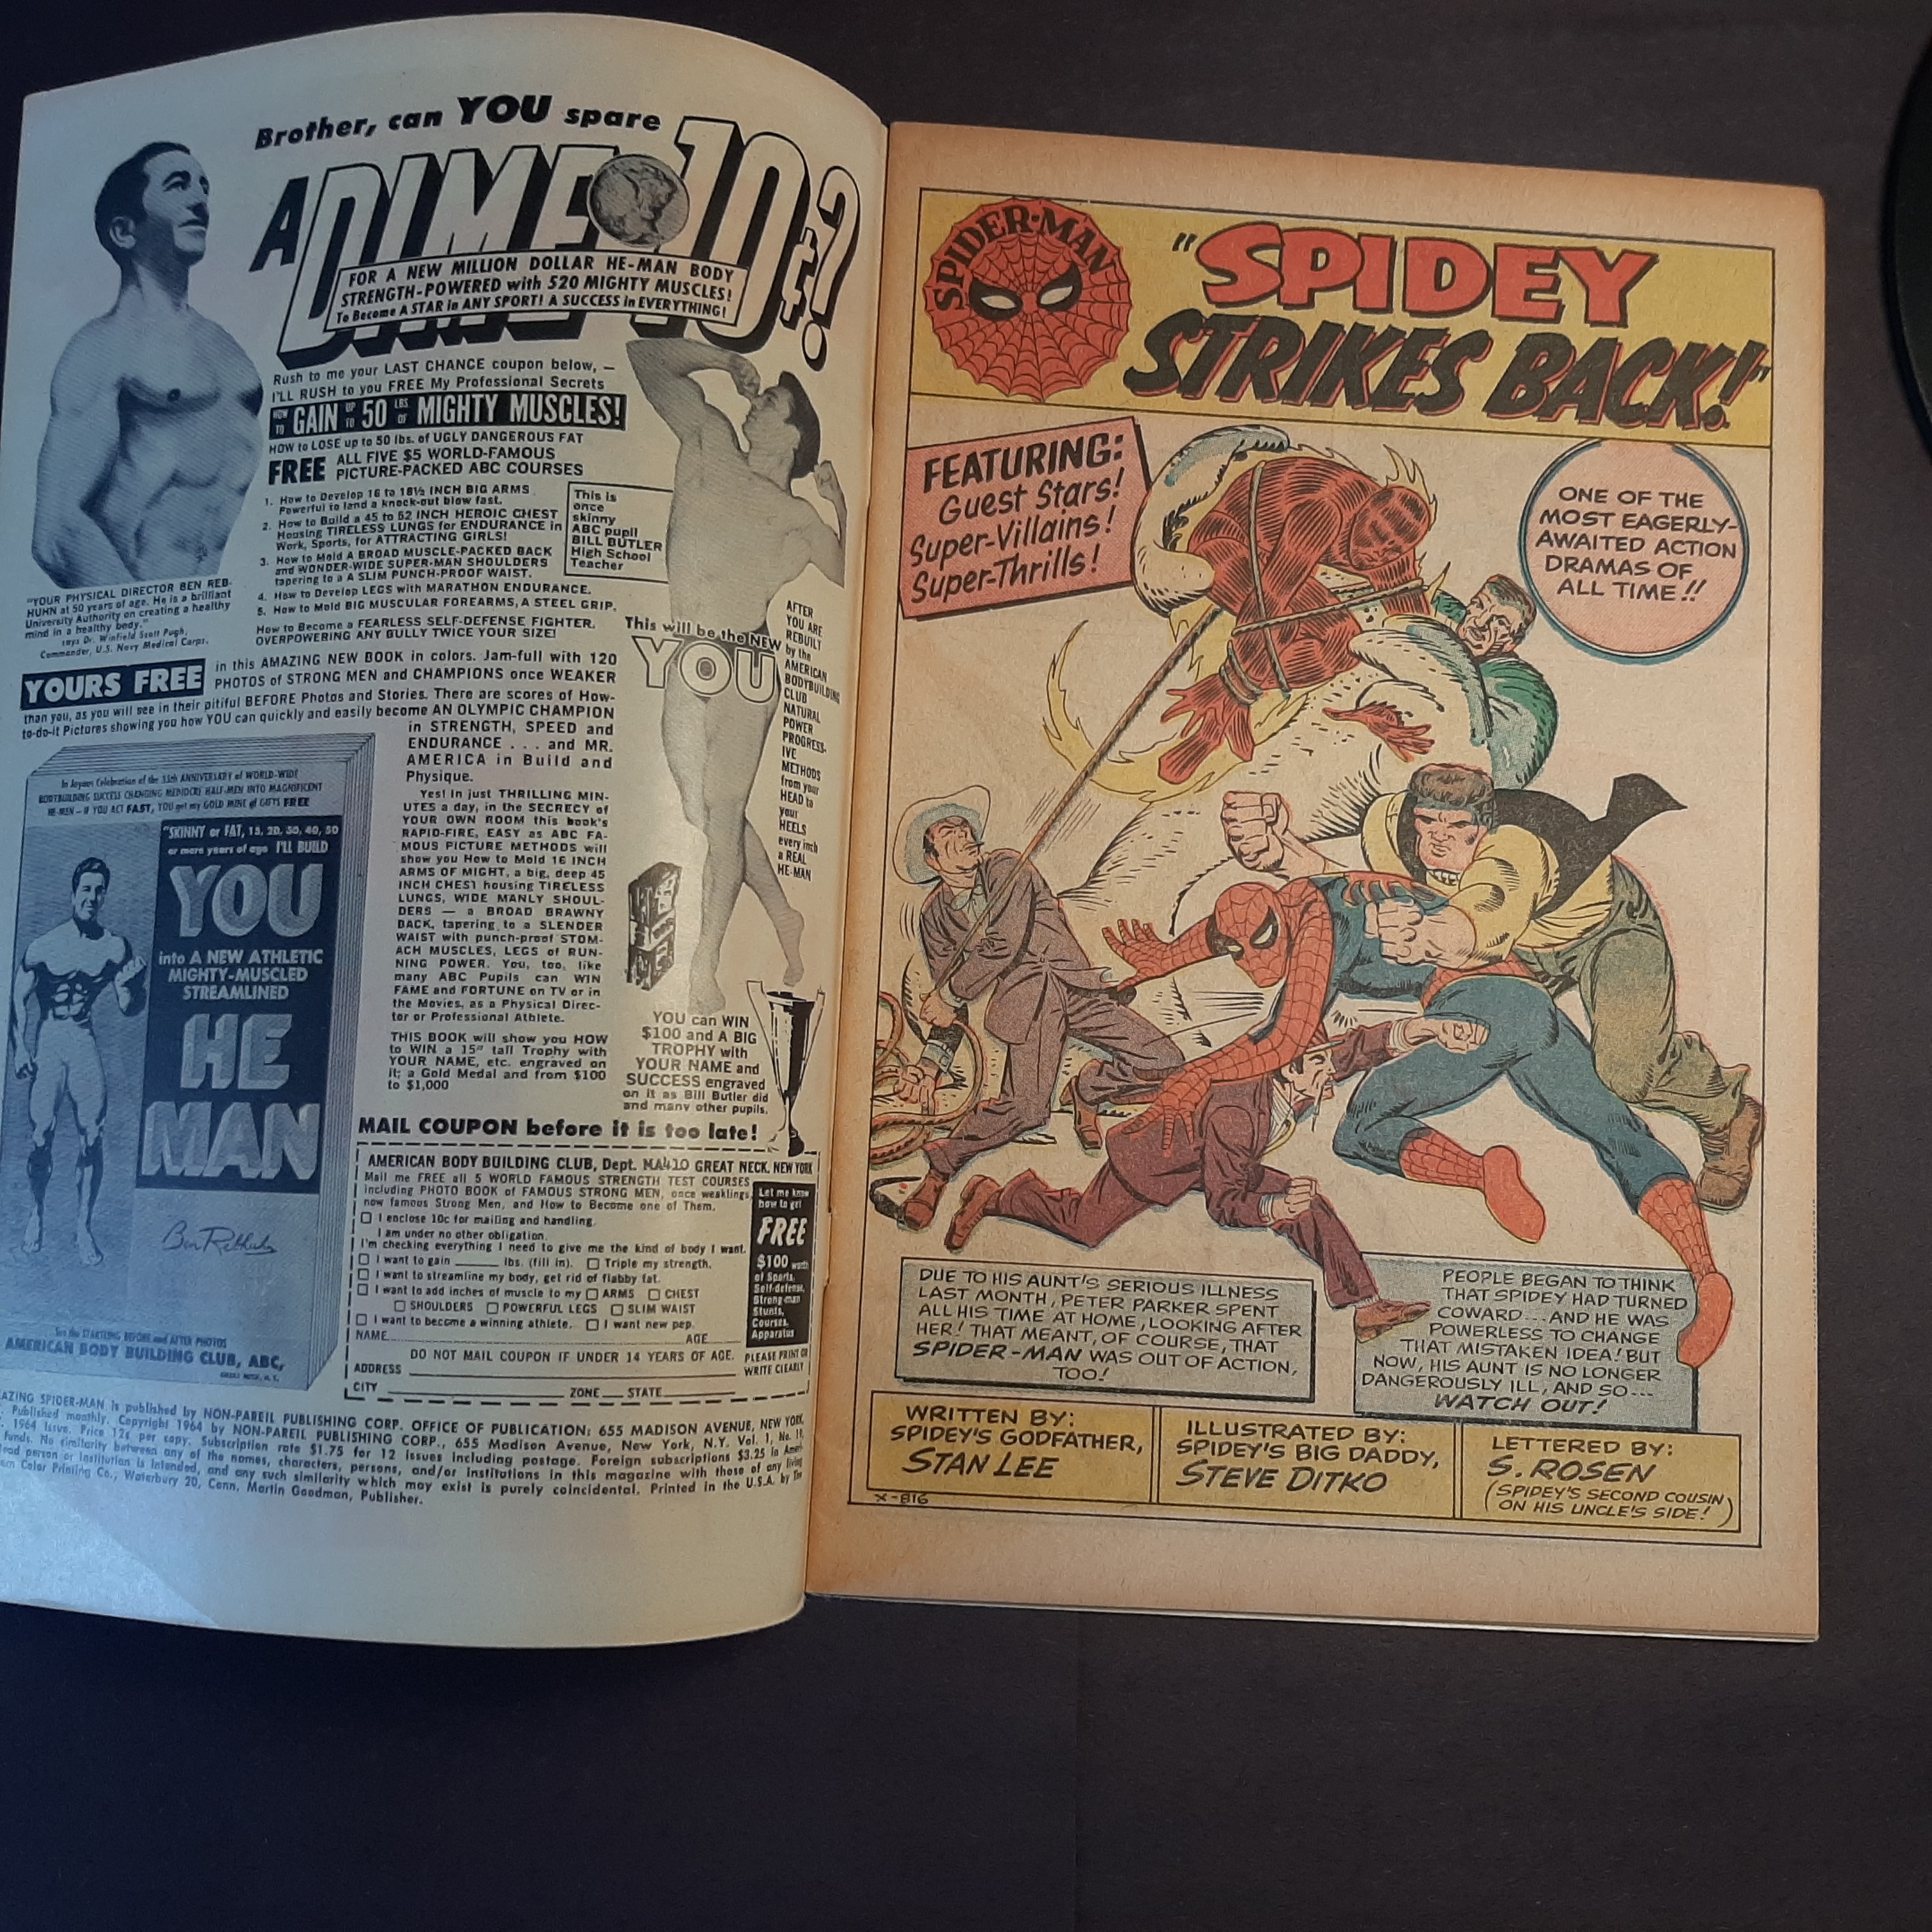 Brother, can YOU spare
A DIME 10¢?
FOR A NEW MILLION DOLLAR HE-MAN BODY
STRENGTH-POWERED with 520 MIGHTY MUSCLES!
To Become A STAR in ANY SPORT! A SUCCESS in EVERYTHING!
Rush to me your LAST CHANCE coupon below, —
I'LL RUSH to you FREE My Professional Secrets
HOW TO GAIN UP TO 50 LBS OF MIGHTY MUSCLES!
HOW to LOSE up to 50 lbs. of UGLY DANGEROUS FAT
FREE ALL FIVE $5 WORLD-FAMOUS
PICTURE-PACKED ABC COURSES
1. How to Develop 16 to 18½ INCH BIG ARMS
Powerful to land a knock-out blow fast.
2. How to Build a 45 to 52 INCH HEROIC CHEST
Housing TIRELESS LUNGS for ENDURANCE in
Work, Sports, for ATTRACTING GIRLS!
3. How to Mold A BROAD MUSCLE-PACKED BACK
and WONDER-WIDE SUPER-MAN SHOULDERS
tapering to a A SLIM PUNCH-PROOF WAIST.
4. How to Develop LEGS with MARATHON ENDURANCE.
5. How to Mold BIG MUSCULAR FOREARMS, A STEEL GRIP.
How to Become a FEARLESS SELF-DEFENSE FIGHTER,
OVERPOWERING ANY BULLY TWICE YOUR SIZE!
"YOUR PHYSICAL DIRECTOR BEN REB-
HUHN at 50 years of age. He is a brilliant
University Authority on creating a healthy
mind in a healthy body,"
says Dr. Winfield Scott Pugh,
Commander, U.S. Navy Medical Corps.
This is
once
skinny
ABC pupil
BILL BUTLER
High School
Teacher
AFTER
YOU ARE
REBUILT
by the
AMERICAN
BODYBUILDING
CLUB
NATURAL
POWER
PROGRESS-
IVE
METHODS
from your
HEAD to
your
HEELS
every inch
a REAL
HE-MAN
This will be the NEW
YOU
YOURS FREE in this AMAZING NEW BOOK in colors. Jam-full with 120
PHOTOS of STRONG MEN and CHAMPIONS once WEAKER
than you, as you will see in their pitiful BEFORE Photos and Stories. There are scores of How-
to-do-it Pictures showing you how YOU can quickly and easily become AN OLYMPIC CHAMPION
in STRENGTH, SPEED and
ENDURANCE . . . and MR.
AMERICA in Build and
Physique.
Yes! in just THRILLING MIN-
UTES a day, in the SECRECY of
YOUR OWN ROOM this book's
RAPID-FIRE, EASY as ABC FA-
MOUS PICTURE METHODS will
show you How to Mold 16 INCH
ARMS OF MIGHT, a big, deep 45
INCH CHEST housing TIRELESS
LUNGS, WIDE MANLY SHOUL-
DERS — a BROAD BRAWNY
BACK, tapering to a SLENDER
WAIST with punch-proof STOM-
ACH MUSCLES, LEGS of RUN-
NING POWER. You, too, like
many ABC Pupils can WIN
FAME and FORTUNE on TV or in
the Movies, as a Physical Direc-
tor or Professional Athlete.
THIS BOOK will show you HOW
to WIN a 15" tall Trophy with
YOUR NAME, etc. engraved on
it; a Gold Medal and from $100
to $1,000
YOU can WIN
$100 and A BIG
TROPHY with
YOUR NAME and
SUCCESS engraved
on it as Bill Butler did
and many other pupils.
In Joyous Celebration of the 55th ANNIVERSARY of WORLD-WIDE
BODYBUILDING SUCCESS CHANGING MEDIOCRE HALF-MEN INTO MAGNIFICENT
HE-MEN – IF YOU ACT FAST, YOU get my GOLD MINE of GIFTS FREE
"SKINNY or FAT, 15, 20, 30, 40, 50
or more years of age I'LL BUILD
YOU
into A NEW ATHLETIC
MIGHTY-MUSCLED
STREAMLINED
HE
MAN
See the STARTLING BEFORE and AFTER PHOTOS
AMERICAN BODY BUILDING CLUB, ABC,
GREAT NECK, N.Y.
MAIL COUPON before it is too late!
AMERICAN BODY BUILDING CLUB, Dept. MA410 GREAT NECK, NEW YORK
Mail me FREE all 5 WORLD FAMOUS STRENGTH TEST COURSES
including PHOTO BOOK OF FAMOUS STRONG MEN, once weaklings,
now famous Strong Men, and How to Become one of Them.
☐ I enclose 10c for mailing and handling.
I am under no other obligation.
I'm checking everything I need to give me the kind of body I want.
☐ I want to gain ____ lbs. (fill in). ☐ Triple my strength.
☐ I want to streamline my body, get rid of flabby fat.
☐ I want to add inches of muscle to my ☐ ARMS ☐ CHEST
☐ SHOULDERS ☐ POWERFUL LEGS ☐ SLIM WAIST
☐ I want to become a winning athlete. ☐ I want new pep.
NAME AGE
DO NOT MAIL COUPON IF UNDER 14 YEARS OF AGE.
ADDRESS
CITY ZONE STATE
Let me know
how to get
FREE
$100 worth
of Sports,
Self-defense,
Strong man
Stunts,
Courses,
Apparatus
PLEASE PRINT OR
WRITE CLEARLY
AZING SPIDER-MAN is published by NON-PAREIL PUBLISHING CORP. OFFICE OF PUBLICATION: 655 MADISON AVENUE, NEW YORK,
Published monthly. Copyright 1964 by NON-PAREIL PUBLISHING CORP., 655 Madison Avenue, New York, N.Y. Vol. 1, No. 19,
1964 issue. Price 12¢ per copy. Subscription rate $1.75 for 12 issues including postage. Foreign subscriptions $3.25 in American
funds. No similarity between any of the names, characters, persons, and/or institutions in this magazine with those of any living
dead person or institution is intended, and any such similarity which may exist is purely coincidental. Printed in the U.S.A. by
Color Printing Co., Waterbury 20, Conn. Martin Goodman, Publisher.
SPIDER-MAN
"SPIDEY
STRIKES BACK!"
FEATURING:
Guest Stars!
Super-Villains!
Super-Thrills!
ONE OF THE
MOST EAGERLY-
AWAITED ACTION
DRAMAS OF
ALL TIME!!
DUE TO HIS AUNT'S SERIOUS ILLNESS
LAST MONTH, PETER PARKER SPENT
ALL HIS TIME AT HOME, LOOKING AFTER
HER! THAT MEANT, OF COURSE, THAT
SPIDER-MAN WAS OUT OF ACTION,
TOO!
PEOPLE BEGAN TO THINK
THAT SPIDEY HAD TURNED
COWARD....AND HE WAS
POWERLESS TO CHANGE
THAT MISTAKEN IDEA! BUT
NOW, HIS AUNT IS NO LONGER
DANGEROUSLY ILL, AND SO...
WATCH OUT!
WRITTEN BY:
SPIDEY'S GODFATHER,
STAN LEE
ILLUSTRATED BY:
SPIDEY'S BIG DADDY,
STEVE DITKO
LETTERED BY:
S. ROSEN
(SPIDEY'S SECOND COUSIN
ON HIS UNCLE'S SIDE!)
X-816